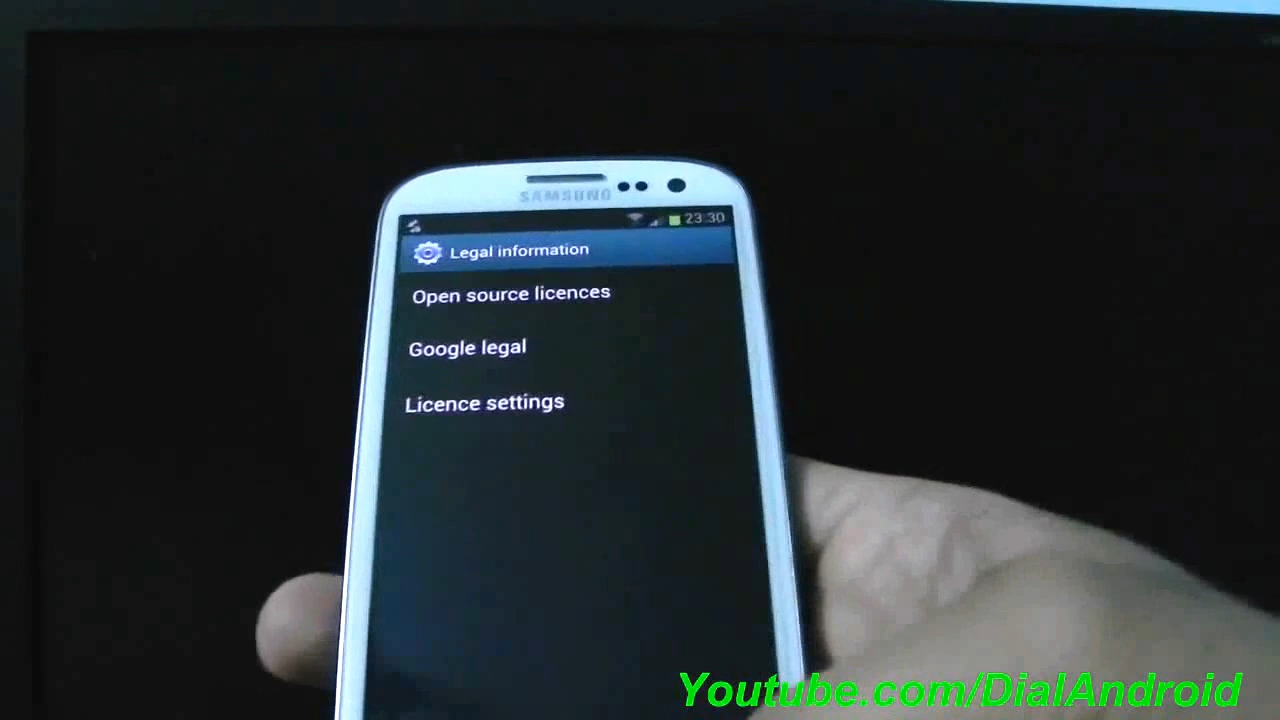 SAMSUNG
23:30
Legal information
Open source licences
Google legal
Licence settings
Youtube.com/DialAndroid